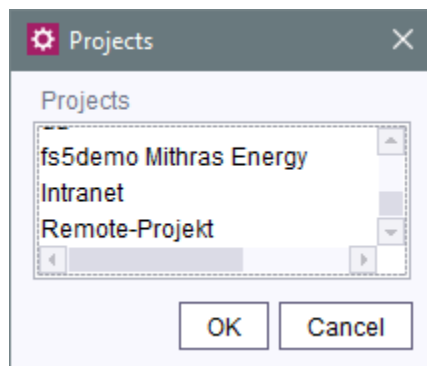 Projects
Projects
fs5demo Mithras Energy
Intranet
Remote-Projekt
OK
Cancel